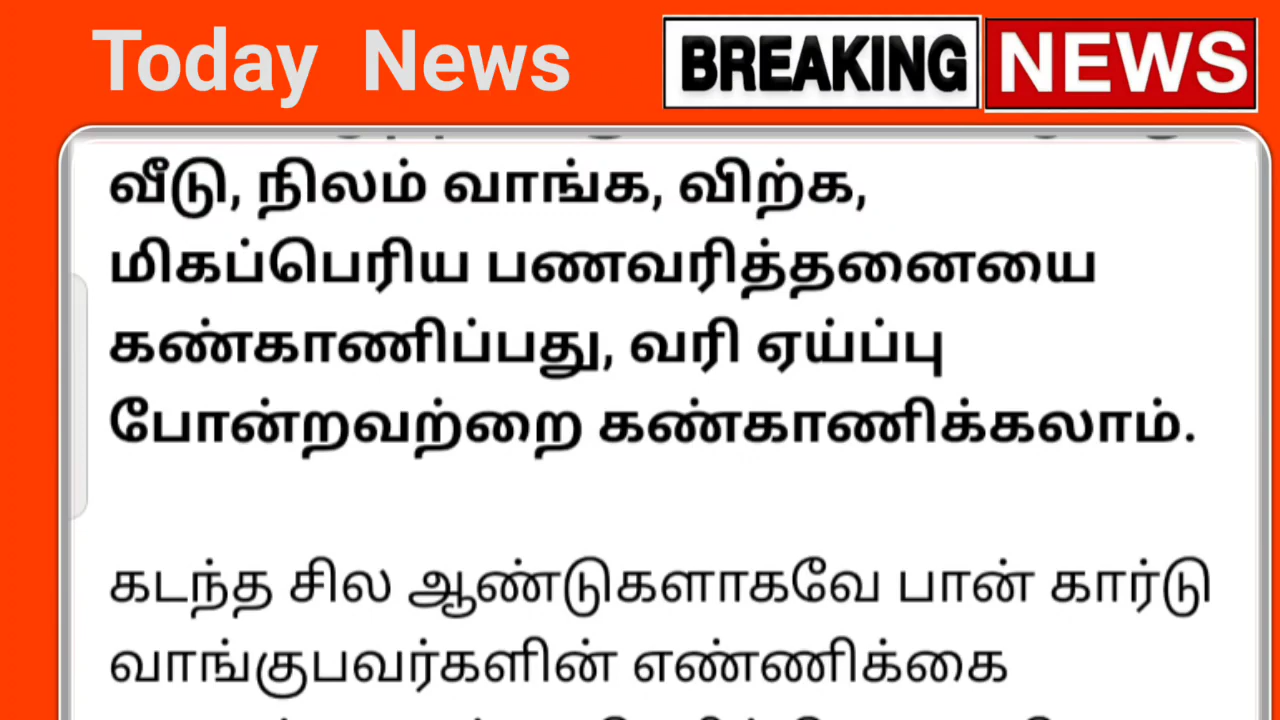 Today News
BREAKING NEWS
வீடு, நிலம் வாங்க, விற்க,
மிகப்பெரிய பணவரித்தனையை
கண்காணிப்பது, வரி ஏய்ப்பு
போன்றவற்றை கண்காணிக்கலாம்.
கடந்த சில ஆண்டுகளாகவே பான் கார்டு
வாங்குபவர்களின் எண்ணிக்கை